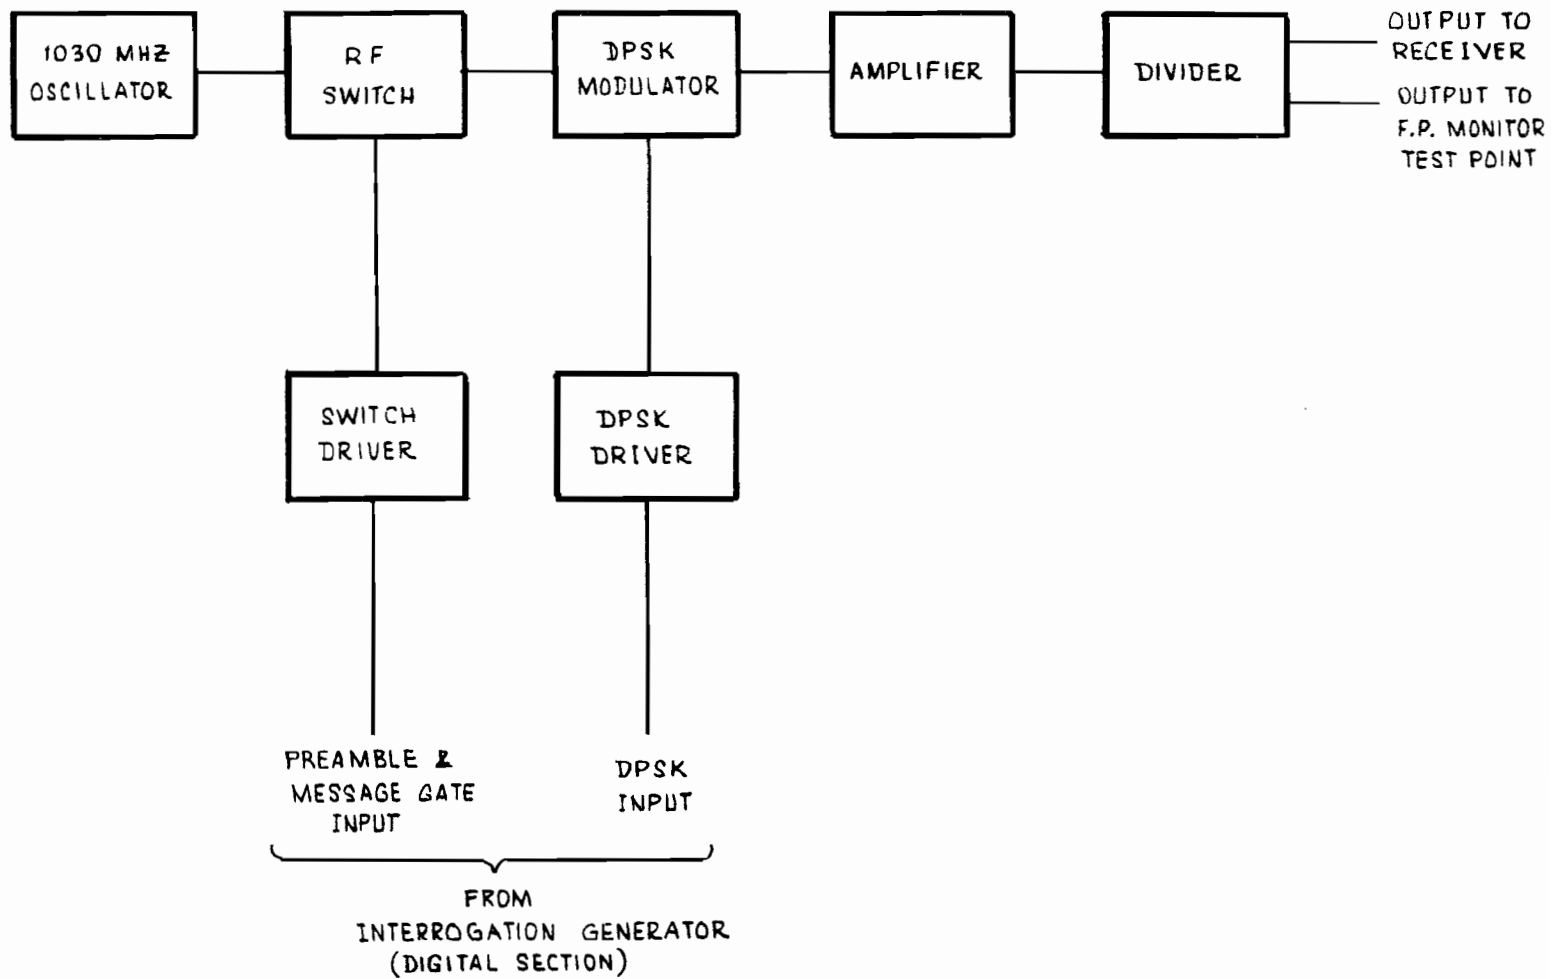 1030 MHZ
OSCILLATOR
RF
SWITCH
DPSK
MODULATOR
AMPLIFIER
DIVIDER
OUTPUT TO
RECEIVER
OUTPUT TO
F.P. MONITOR
TEST POINT
SWITCH
DRIVER
DPSK
DRIVER
PREAMBLE &
MESSAGE GATE
INPUT
DPSK
INPUT
FROM
INTERROGATION GENERATOR
(DIGITAL SECTION)